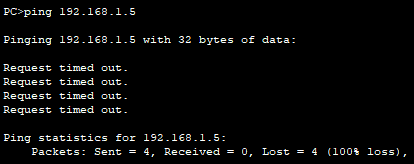 PC>ping 192.168.1.5
Pinging 192.168.1.5 with 32 bytes of data:
Request timed out.
Request timed out.
Request timed out.
Request timed out.
Ping statistics for 192.168.1.5:
    Packets: Sent = 4, Received = 0, Lost = 4 (100% loss),